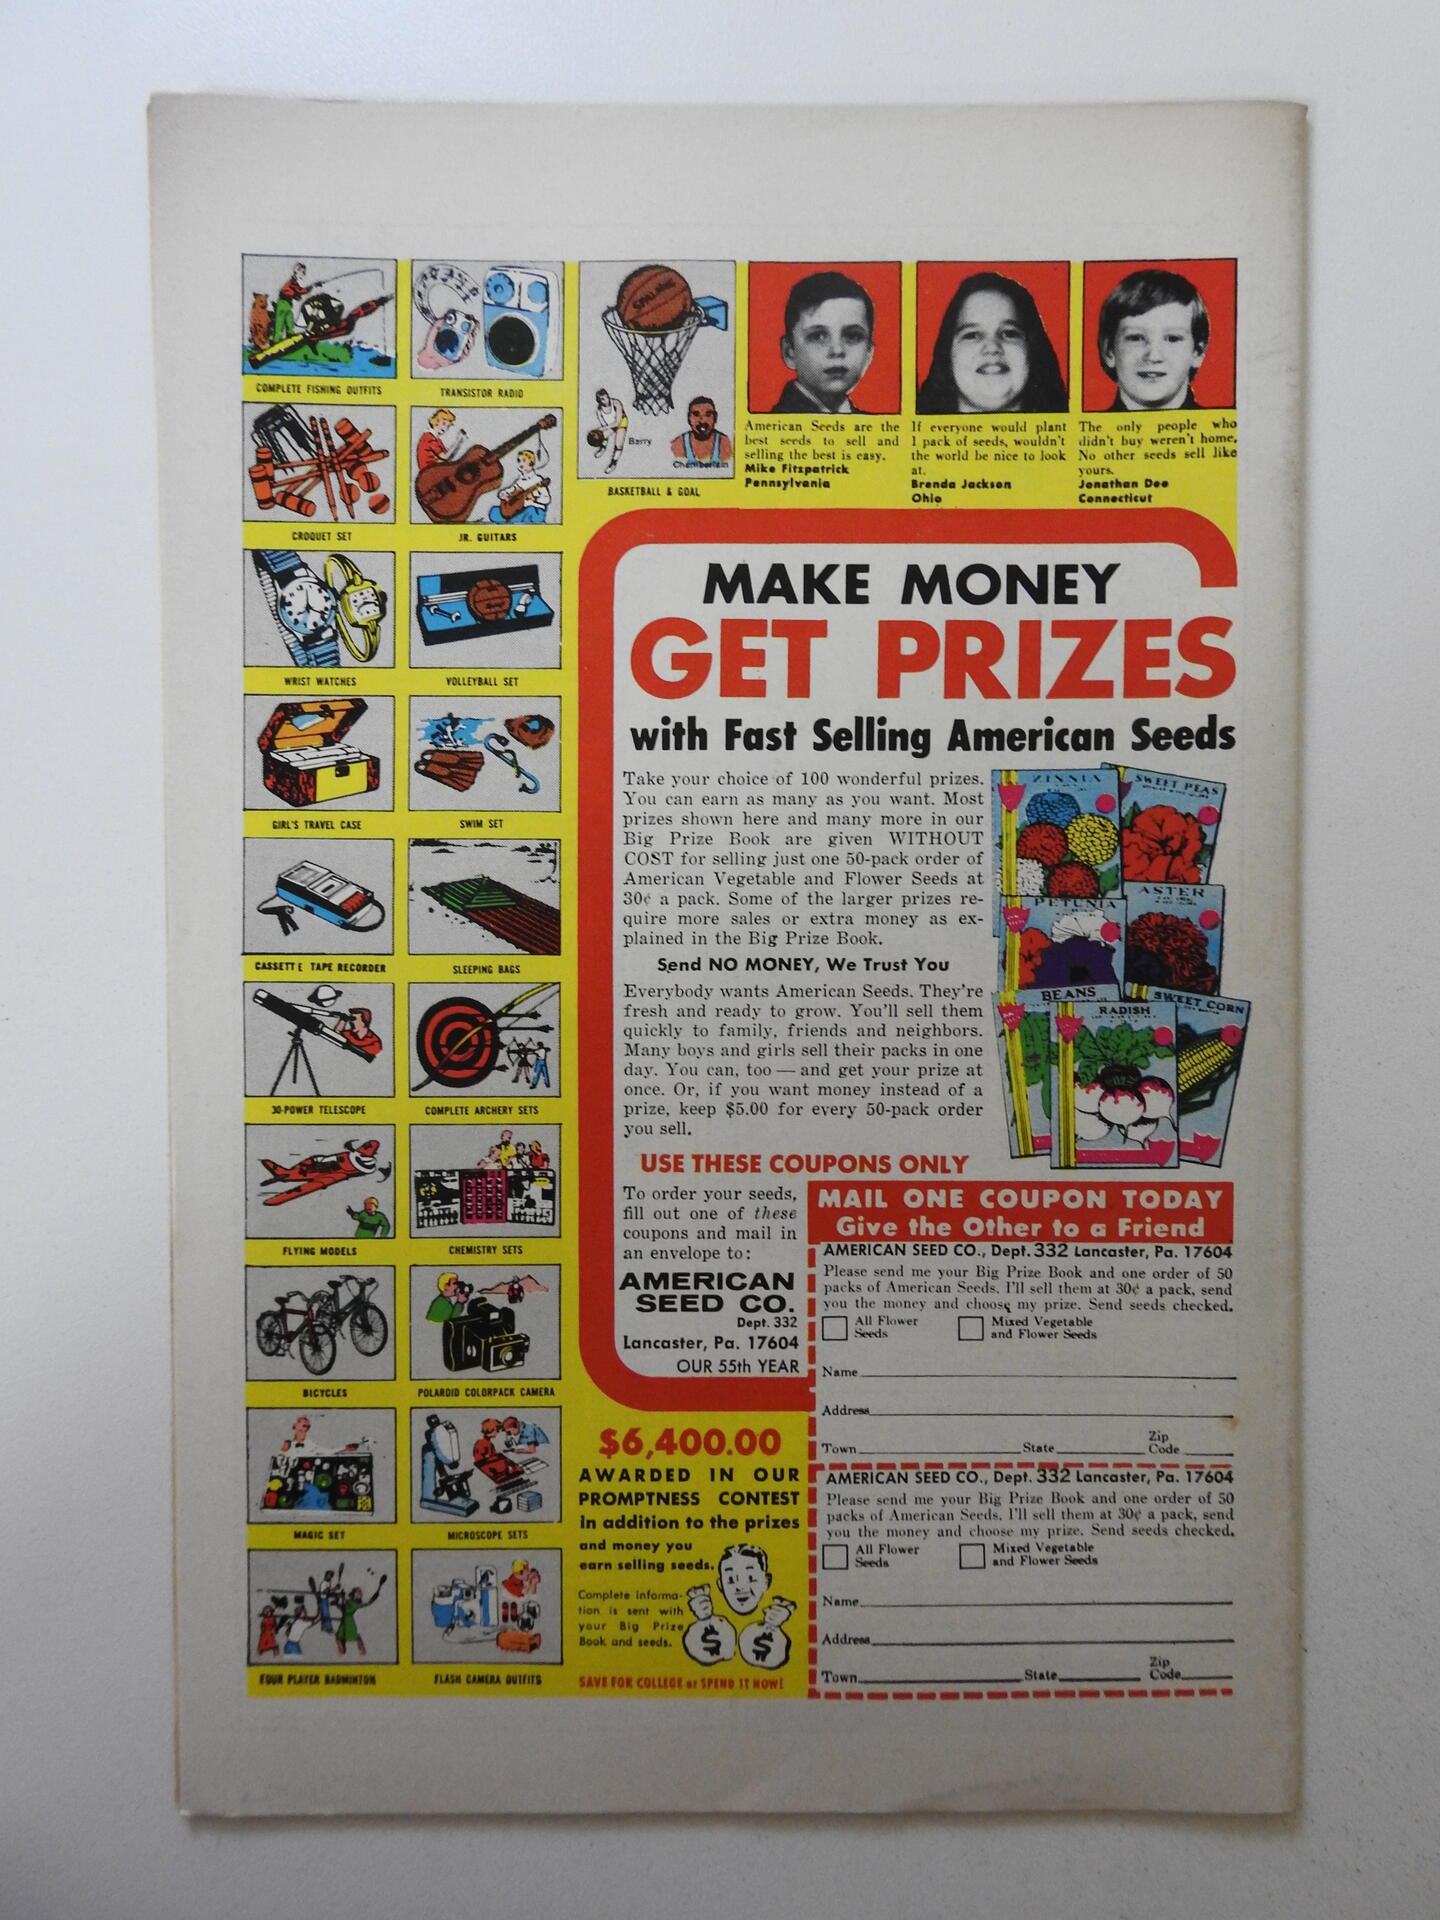 COMPLETE FISHING OUTFITS
TRANSISTOR RADIO
CROQUET SET
JR. GUITARS
WRIST WATCHES
VOLLEYBALL SET
GIRL'S TRAVEL CASE
SWIM SET
CASSETTE TAPE RECORDER
SLEEPING BAGS
30-POWER TELESCOPE
COMPLETE ARCHERY SETS
FLYING MODELS
CHEMISTRY SETS
BICYCLES
POLAROID COLORPACK CAMERA
MAGIC SET
MICROSCOPE SETS
FOUR PLAYER BADMINTON
FLASH CAMERA OUTFITS
SPALDING
Barry
Chamberlain
BASKETBALL & GOAL
American Seeds are the
best seeds to sell and
selling the best is easy.
Mike Fitzpatrick
Pennsylvania
If everyone would plant
1 pack of seeds, wouldn't
the world be nice to look
at.
Brenda Jackson
Ohio
The only people who
didn't buy weren't home.
No other seeds sell like
yours.
Jonathan Dee
Connecticut
MAKE MONEY
GET PRIZES
with Fast Selling American Seeds
Take your choice of 100 wonderful prizes.
You can earn as many as you want. Most
prizes shown here and many more in our
Big Prize Book are given WITHOUT
COST for selling just one 50-pack order of
American Vegetable and Flower Seeds at
30¢ a pack. Some of the larger prizes re-
quire more sales or extra money as ex-
plained in the Big Prize Book.
Send NO MONEY, We Trust You
Everybody wants American Seeds. They're
fresh and ready to grow. You'll sell them
quickly to family, friends and neighbors.
Many boys and girls sell their packs in one
day. You can, too — and get your prize at
once. Or, if you want money instead of a
prize, keep $5.00 for every 50-pack order
you sell.
ZINNIA
SWEET PEAS
PETUNIA
ASTER
BEANS
RADISH
SWEET CORN
USE THESE COUPONS ONLY
To order your seeds,
fill out one of these
coupons and mail in
an envelope to:
AMERICAN
SEED CO.
Dept. 332
Lancaster, Pa. 17604
OUR 55th YEAR
MAIL ONE COUPON TODAY
Give the Other to a Friend
AMERICAN SEED CO., Dept. 332 Lancaster, Pa. 17604
Please send me your Big Prize Book and one order of 50
packs of American Seeds. I'll sell them at 30¢ a pack, send
you the money and choose my prize. Send seeds checked.
All Flower
Seeds
Mixed Vegetable
and Flower Seeds
Name
Address
Town State Zip
Code
AMERICAN SEED CO., Dept. 332 Lancaster, Pa. 17604
Please send me your Big Prize Book and one order of 50
packs of American Seeds. I'll sell them at 30¢ a pack, send
you the money and choose my prize. Send seeds checked.
All Flower
Seeds
Mixed Vegetable
and Flower Seeds
Name
Address
Town State Zip
Code
$6,400.00
AWARDED IN OUR
PROMPTNESS CONTEST
in addition to the prizes
and money you
earn selling seeds.
Complete informa-
tion is sent with
your Big Prize
Book and seeds.
$ $
SAVE FOR COLLEGE or SPEND IT NOW!